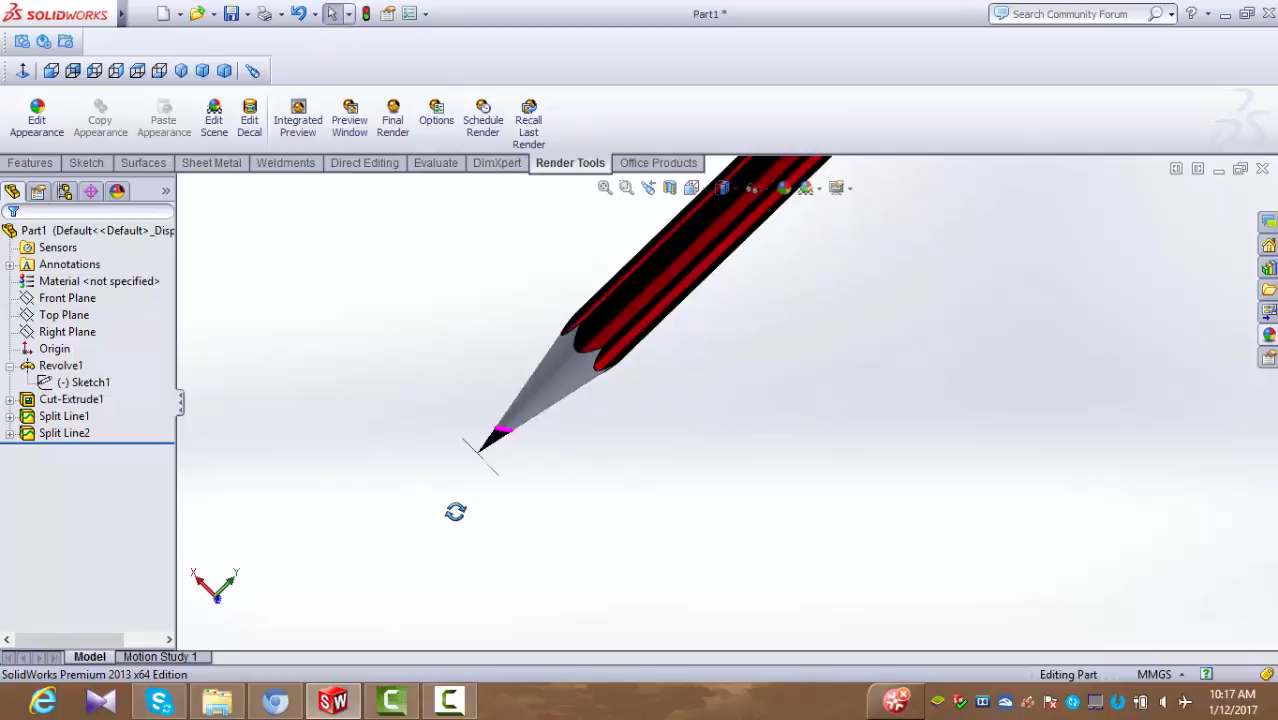 SOLIDWORKS
Part1 *
Search Community Forum
Edit Appearance
Copy Appearance
Paste Appearance
Edit Scene
Edit Decal
Integrated Preview
Preview Window
Final Render
Options
Schedule Render
Recall Last Render
Features
Sketch
Surfaces
Sheet Metal
Weldments
Direct Editing
Evaluate
DimXpert
Render Tools
Office Products
Part1 (Default<<Default>_Disp
Sensors
Annotations
Material <not specified>
Front Plane
Top Plane
Right Plane
Origin
Revolve1
(-) Sketch1
Cut-Extrude1
Split Line1
Split Line2
X
Y
Model
Motion Study 1
SolidWorks Premium 2013 x64 Edition
Editing Part
MMGS
10:17 AM
1/12/2017